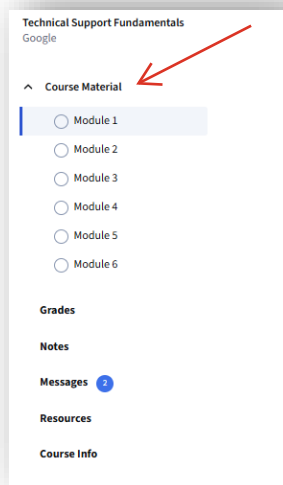 Technical Support Fundamentals
Google
Course Material
Module 1
Module 2
Module 3
Module 4
Module 5
Module 6
Grades
Notes
Messages 2
Resources
Course Info